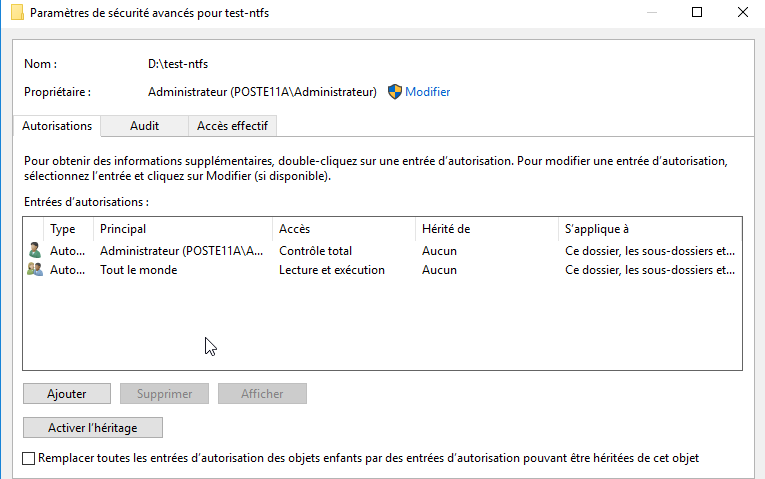 Paramètres de sécurité avancés pour test-ntfs
Nom : D:\test-ntfs
Propriétaire : Administrateur (POSTE11A\Administrateur) Modifier
Autorisations Audit Accès effectif
Pour obtenir des informations supplémentaires, double-cliquez sur une entrée d'autorisation. Pour modifier une entrée d'autorisation,
sélectionnez l'entrée et cliquez sur Modifier (si disponible).
Entrées d'autorisations :
Type Principal Accès Hérité de S'applique à
Auto... Administrateur (POSTE11A\A... Contrôle total Aucun Ce dossier, les sous-dossiers et...
Auto... Tout le monde Lecture et exécution Aucun Ce dossier, les sous-dossiers et...
Ajouter Supprimer Afficher
Activer l'héritage
Remplacer toutes les entrées d'autorisation des objets enfants par des entrées d'autorisation pouvant être héritées de cet objet